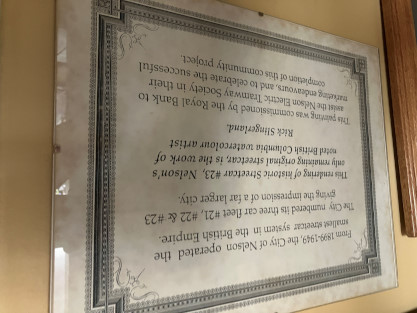 From 1899-1949, the City of Nelson operated the
smallest streetcar system in the British Empire.
The City numbered its three car fleet #21, #22 & #23
giving the impression of a far larger city.
This rendering of historic Streetcar #23, Nelson's
only remaining original streetcar is the work of
noted British Columbia watercolour artist
Rick Slingerland.
This painting was commissioned by the Royal Bank to
assist the Nelson Electric Tramway Society in their
marketing endeavours, and to celebrate the successful
completion of this community project.